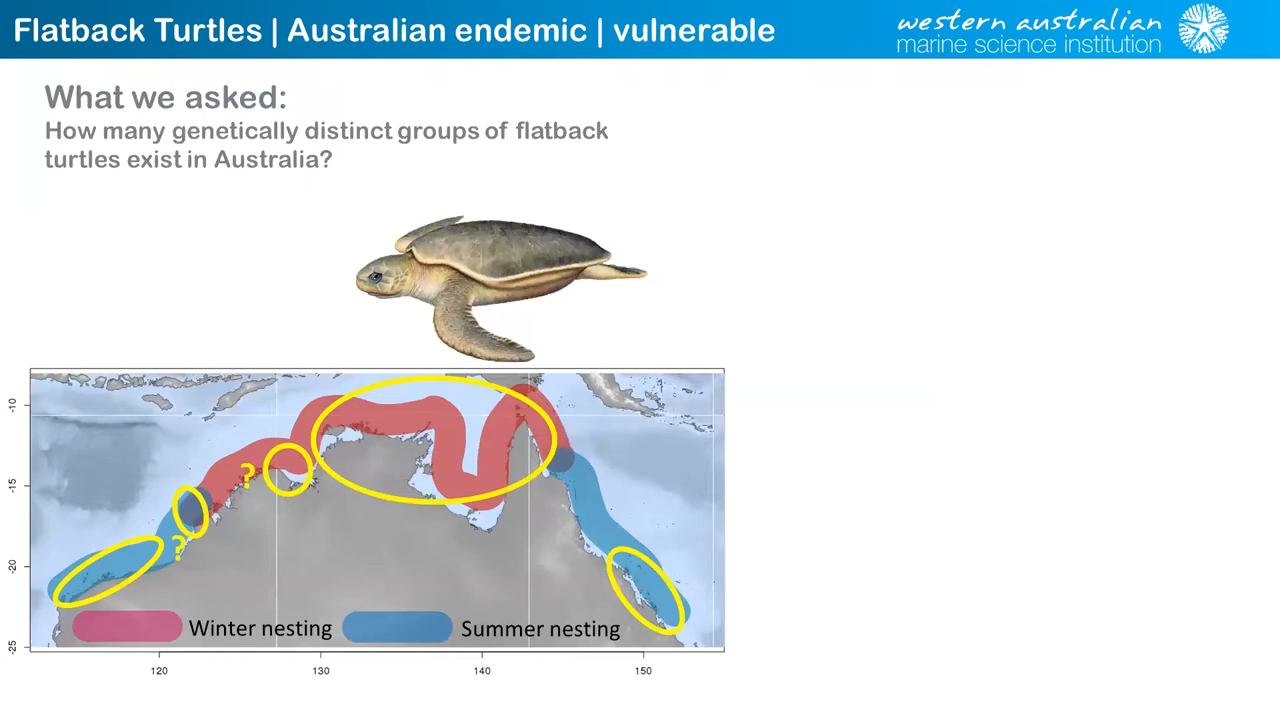 Flatback Turtles | Australian endemic | vulnerable
western australian
marine science institution
What we asked:
How many genetically distinct groups of flatback
turtles exist in Australia?
-10
-15
-20
-25
?
?
Winter nesting
Summer nesting
120
130
140
150